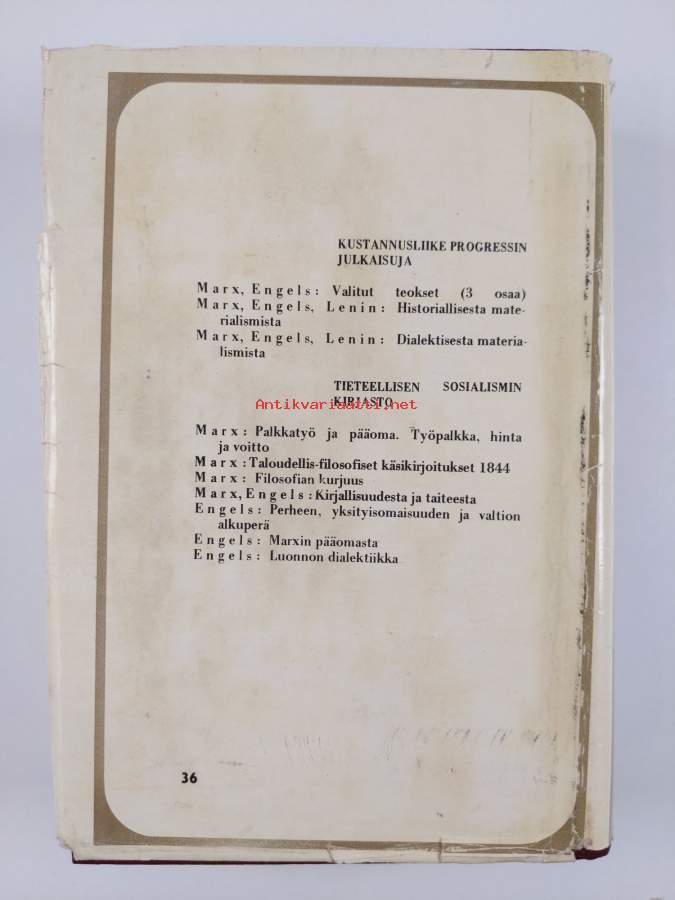 KUSTANNUSLIIKE PROGRESSIN
JULKAISUJA
Marx, Engels: Valitut teokset (3 osaa)
Marx, Engels, Lenin: Historiallisesta mate-
rialismista
Marx, Engels, Lenin: Dialektisesta materia-
lismista
TIETEELLISEN SOSIALISMIN
KIRJASTO
Antikvariaatti.net
Marx: Palkkatyö ja pääoma. Työpalkka, hinta
ja voitto
Marx: Taloudellis-filosofiset käsikirjoitukset 1844
Marx: Filosofian kurjuus
Marx, Engels: Kirjallisuudesta ja taiteesta
Engels: Perheen, yksityisomaisuuden ja valtion
alkuperä
Engels: Marxin pääomasta
Engels: Luonnon dialektiikka
36